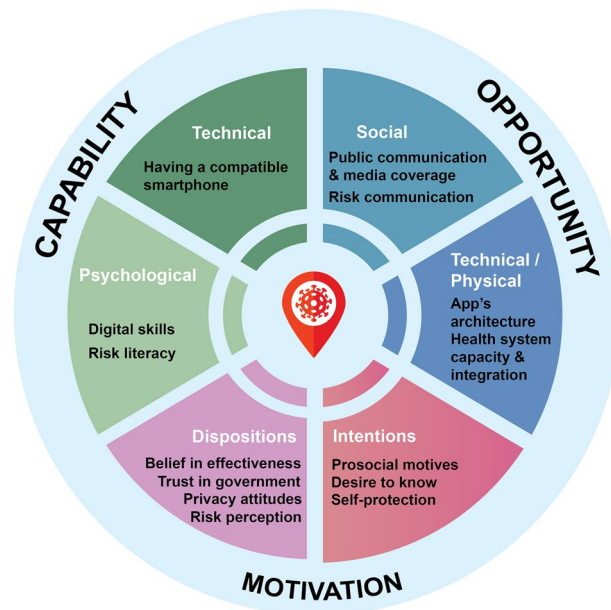 CAPABILITY
OPPORTUNITY
Technical
Having a compatible
smartphone
Social
Public communication
& media coverage
Risk communication
Psychological
Digital skills
Risk literacy
Technical /
Physical
App's
architecture
Health system
capacity &
integration
Dispositions
Belief in effectiveness
Trust in government
Privacy attitudes
Risk perception
Intentions
Prosocial motives
Desire to know
Self-protection
MOTIVATION